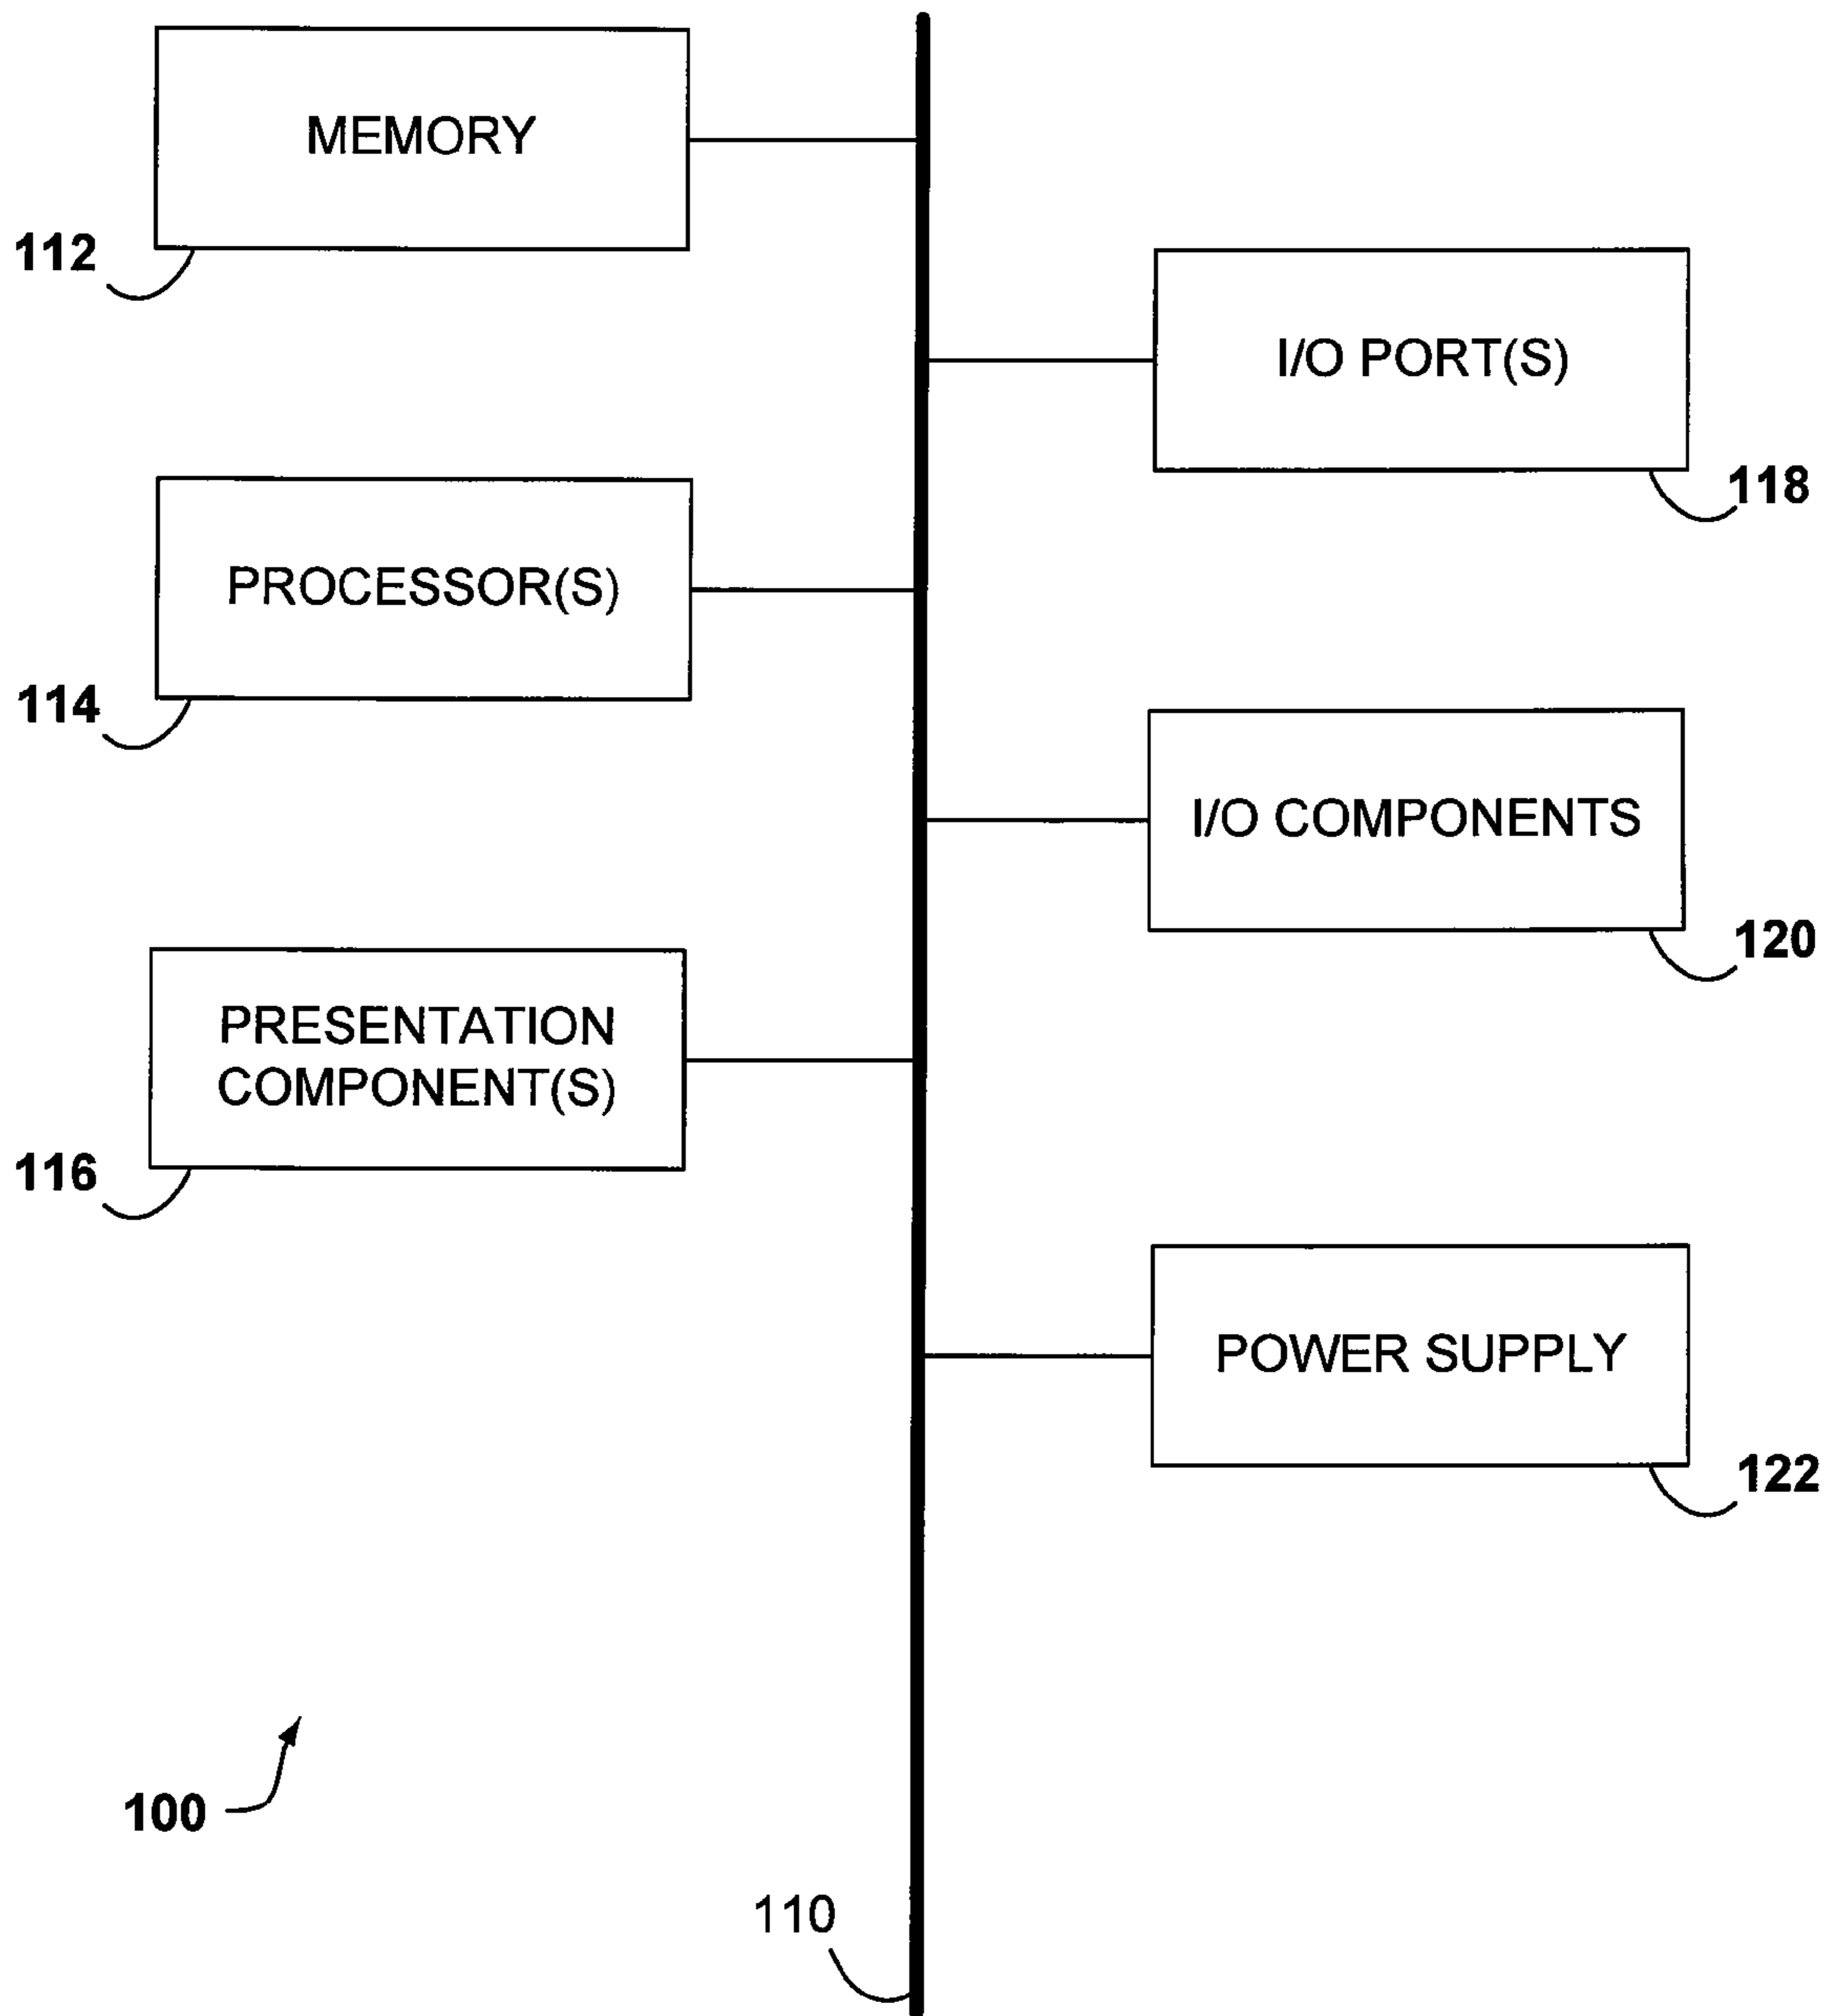 MEMORY
112
I/O PORT(S)
118
PROCESSOR(S)
114
I/O COMPONENTS
120
PRESENTATION
COMPONENT(S)
116
POWER SUPPLY
122
100
110